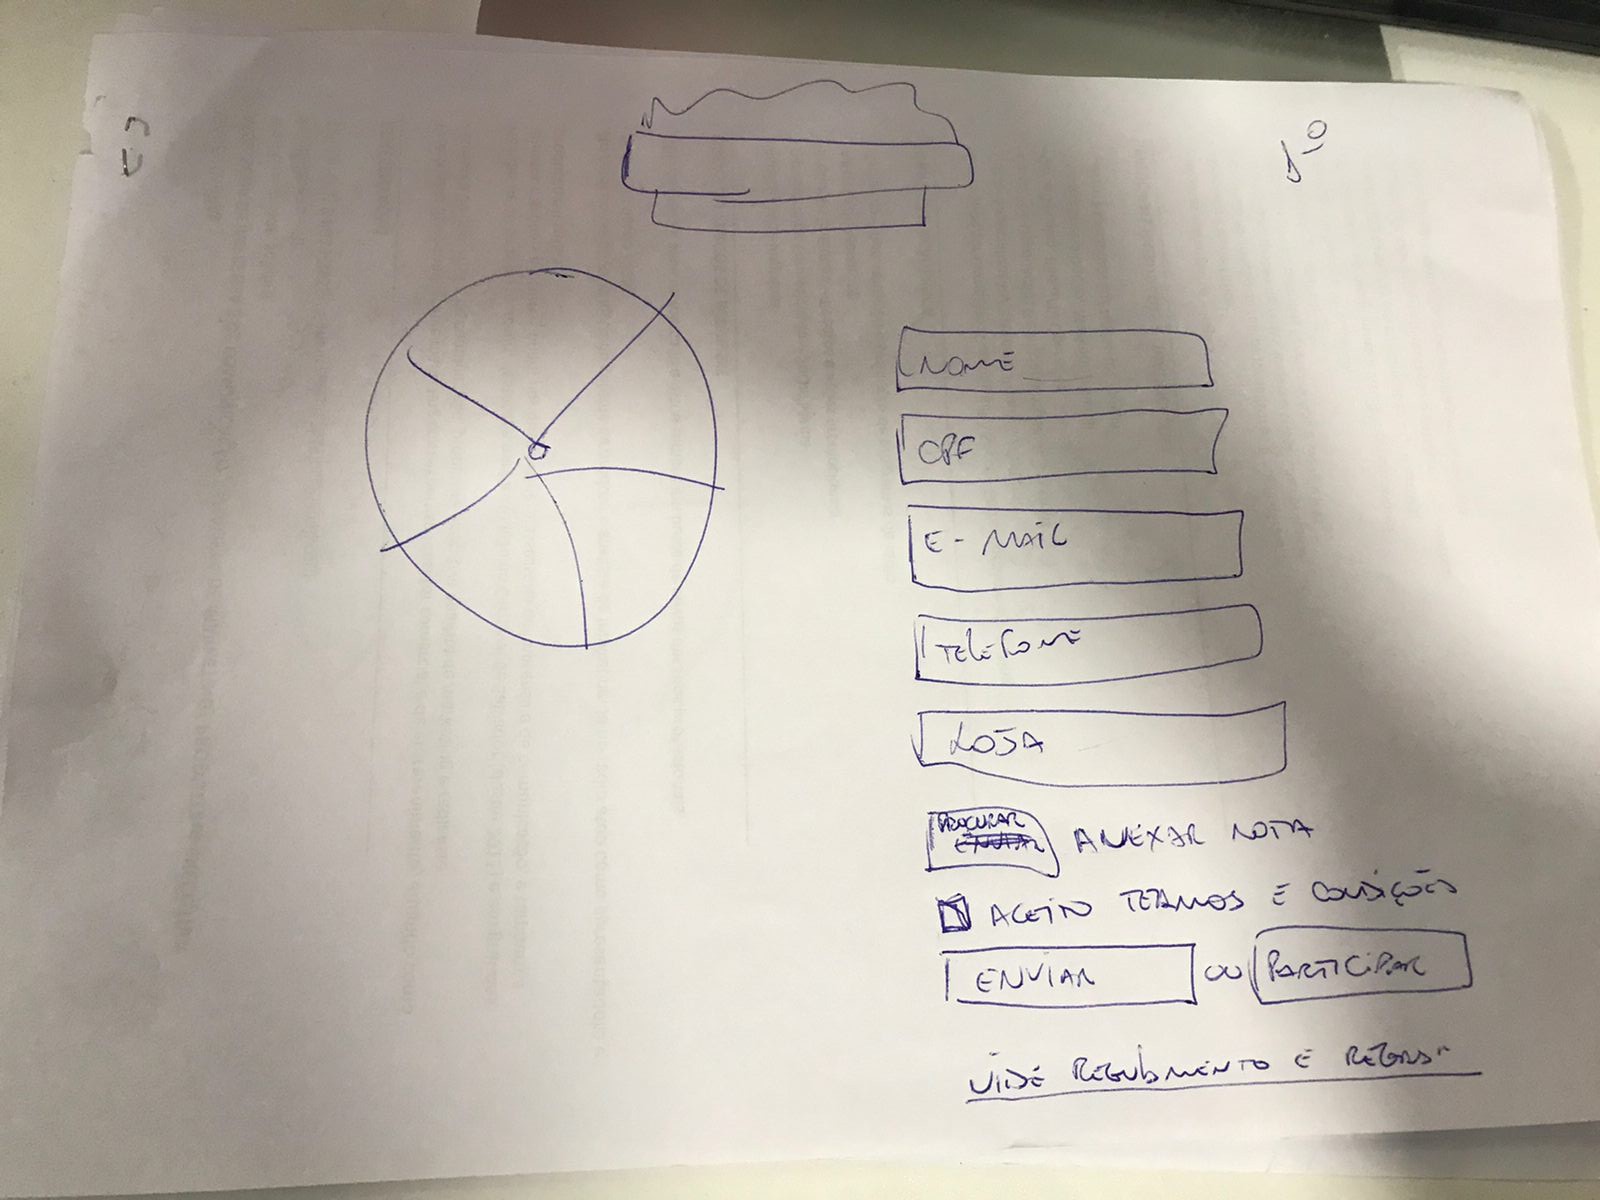 1º
NOME
CPF
E-MAIL
TELEFONE
LOJA
PROCURAR
ENVIAR
ANEXAR NOTA
ACEITO TERMOS E CONDIÇÕES
ENVIAR OU PARTICIPAR
VIDE REGULAMENTO E REGRAS